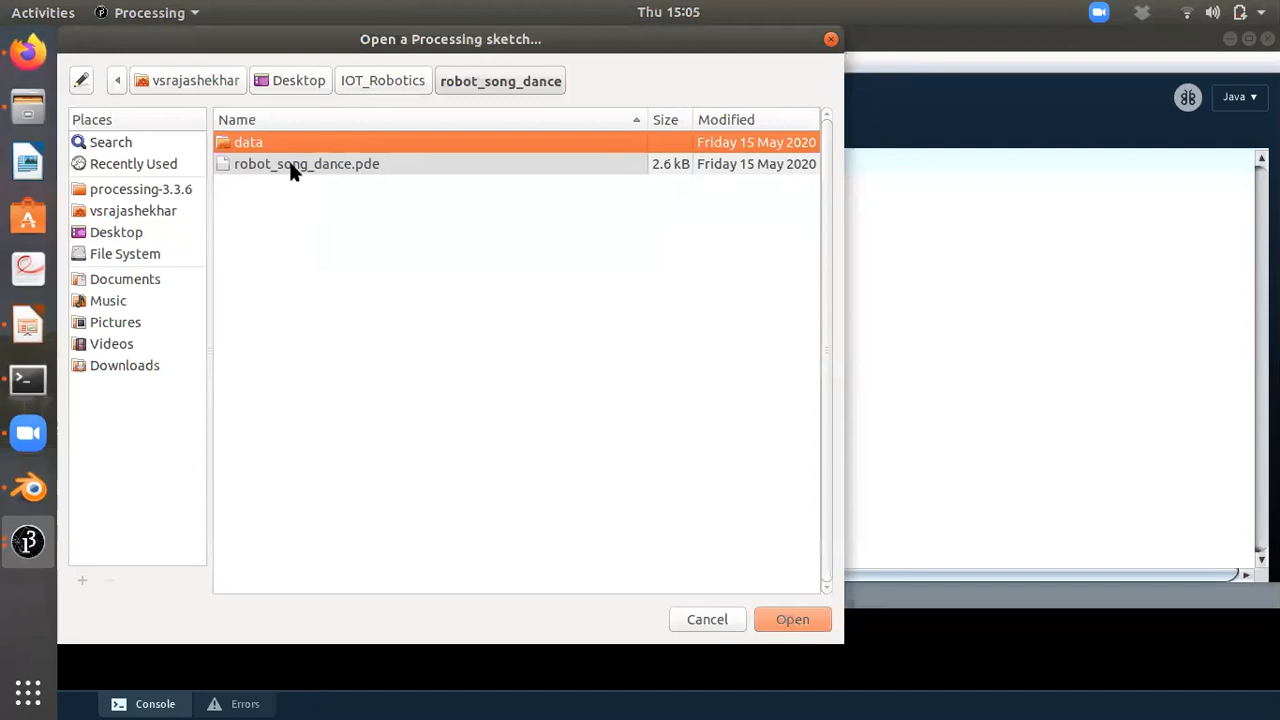 Activities
Processing
Thu 15:05
Open a Processing sketch...
vsrajashekhar
Desktop
IOT_Robotics
robot_song_dance
Java
Places
Name
Size
Modified
Search
data
Friday 15 May 2020
Recently Used
robot_song_dance.pde
2.6 kB
Friday 15 May 2020
processing-3.3.6
vsrajashekhar
Desktop
File System
Documents
Music
Pictures
Videos
Downloads
Cancel
Open
Console
Errors